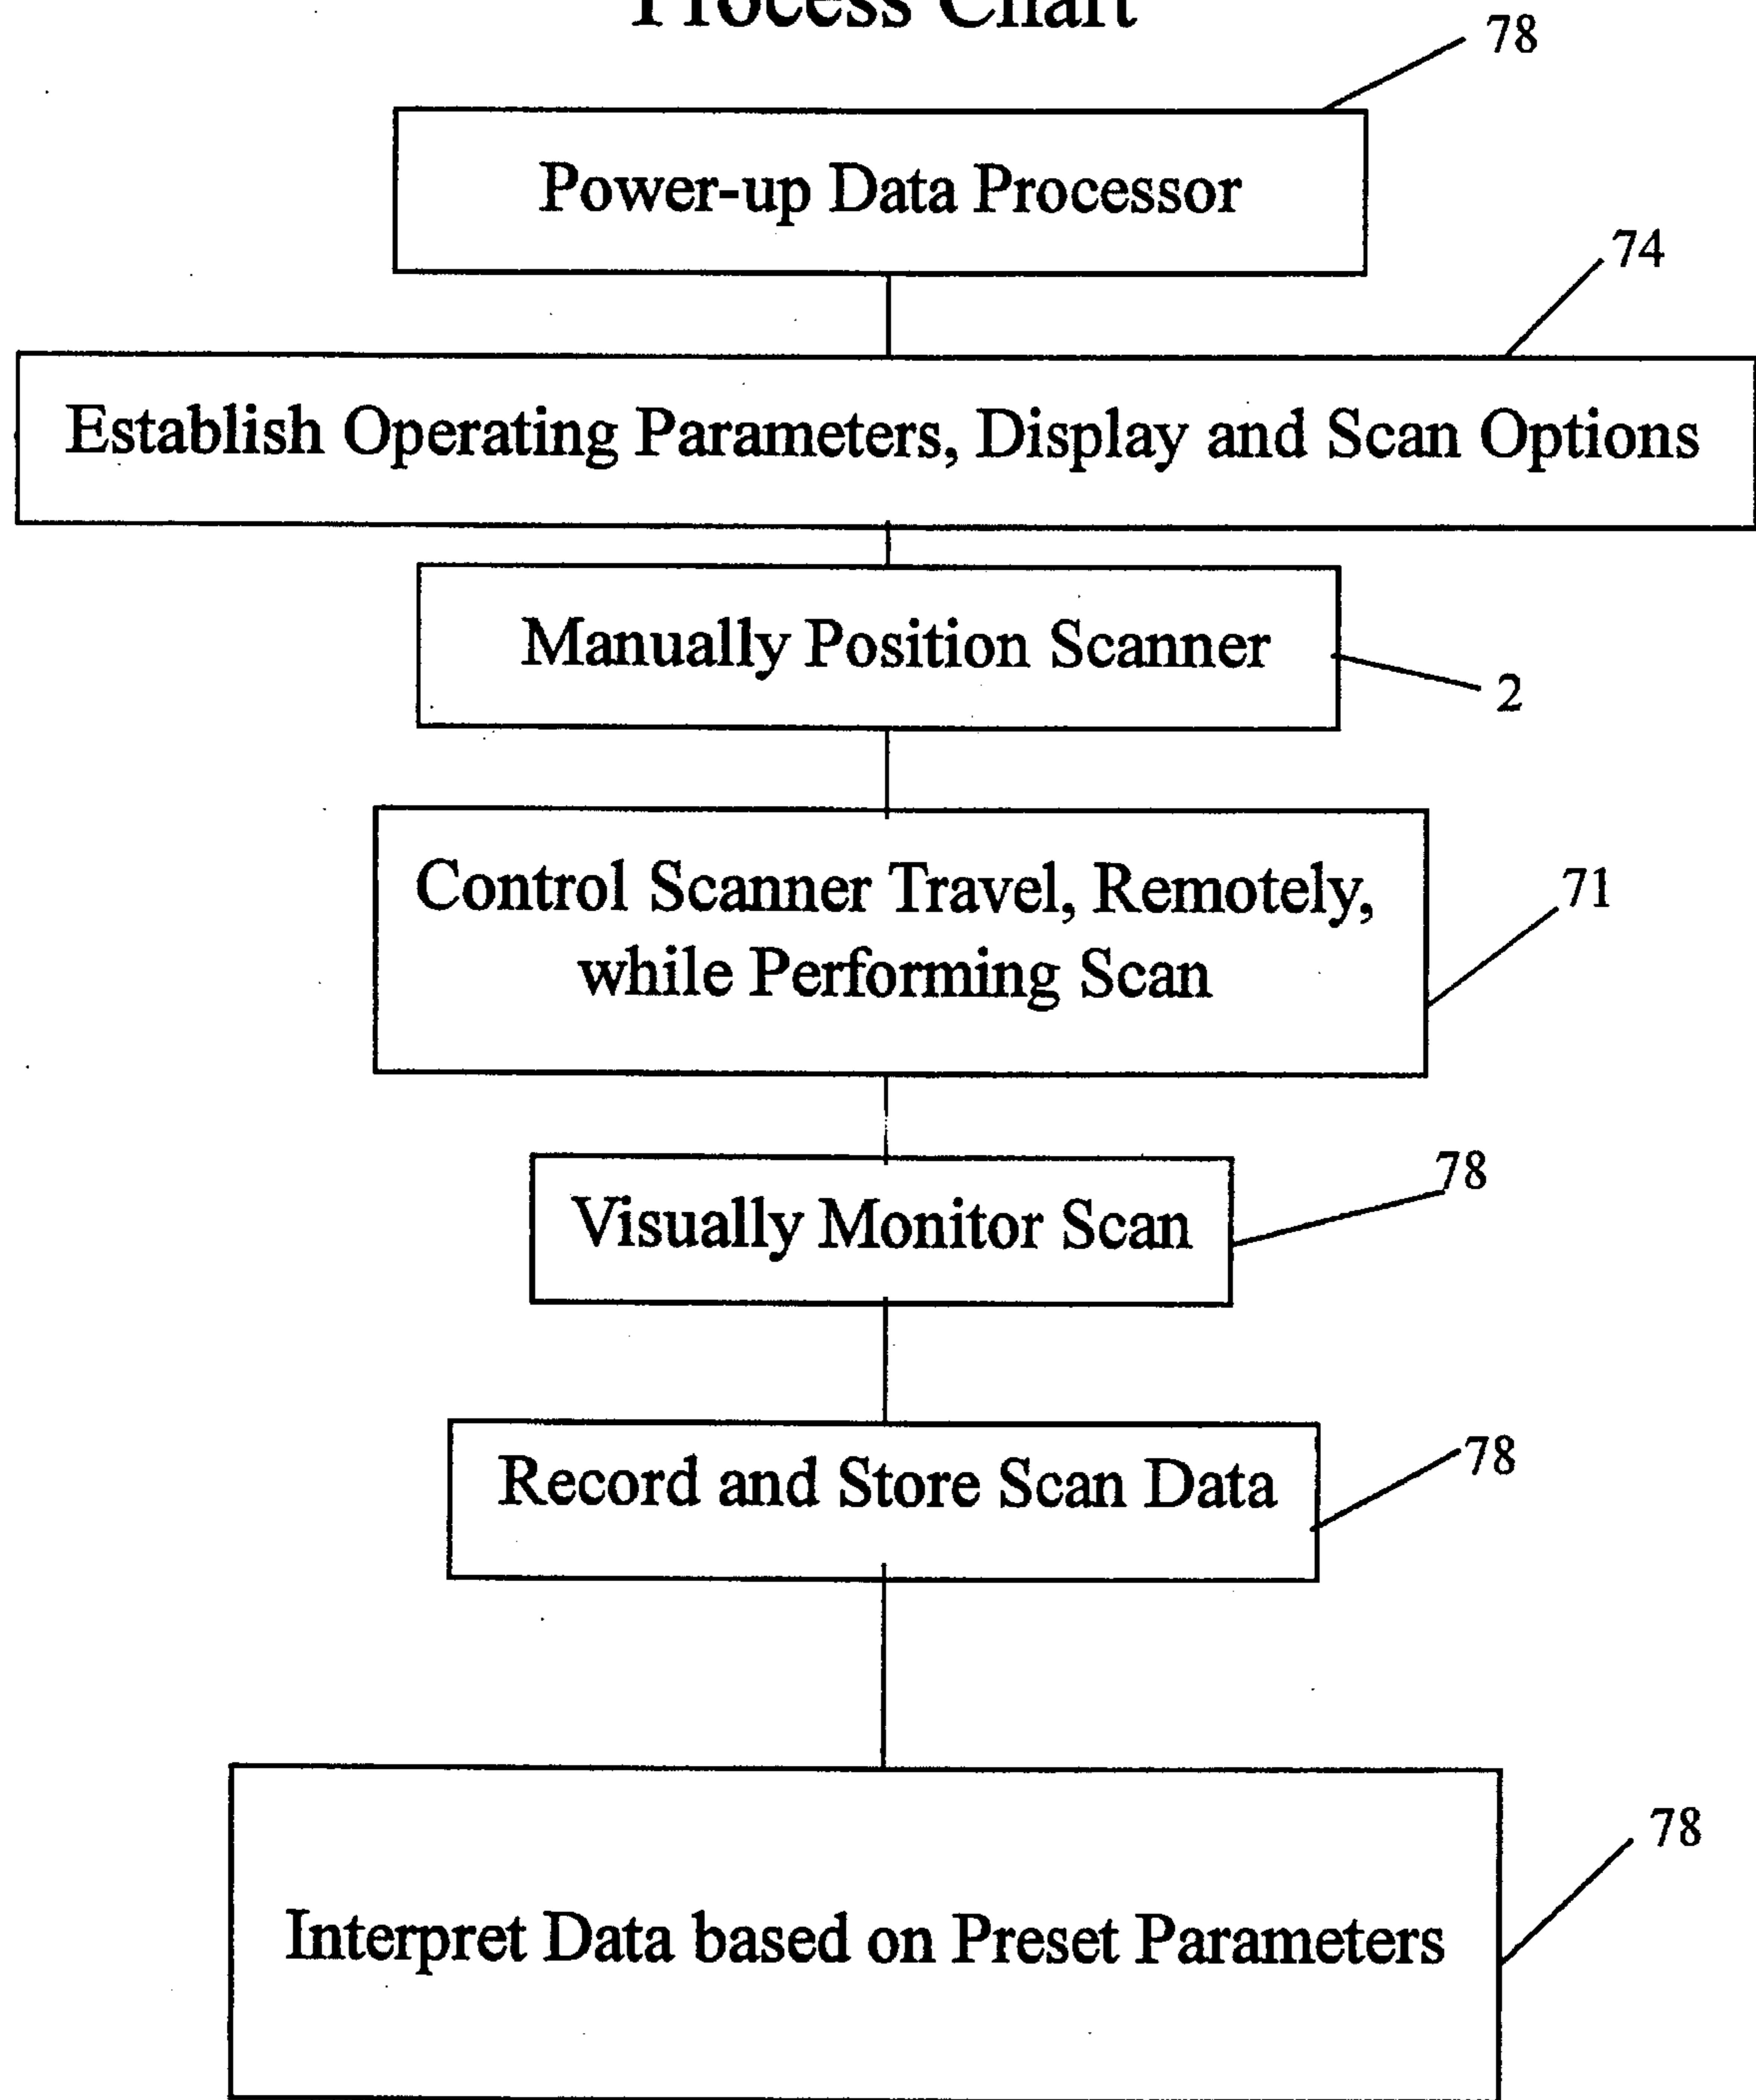 Process Chart
78
Power-up Data Processor
74
Establish Operating Parameters, Display and Scan Options
Manually Position Scanner
2
Control Scanner Travel, Remotely,
while Performing Scan
71
78
Visually Monitor Scan
Record and Store Scan Data
78
78
Interpret Data based on Preset Parameters